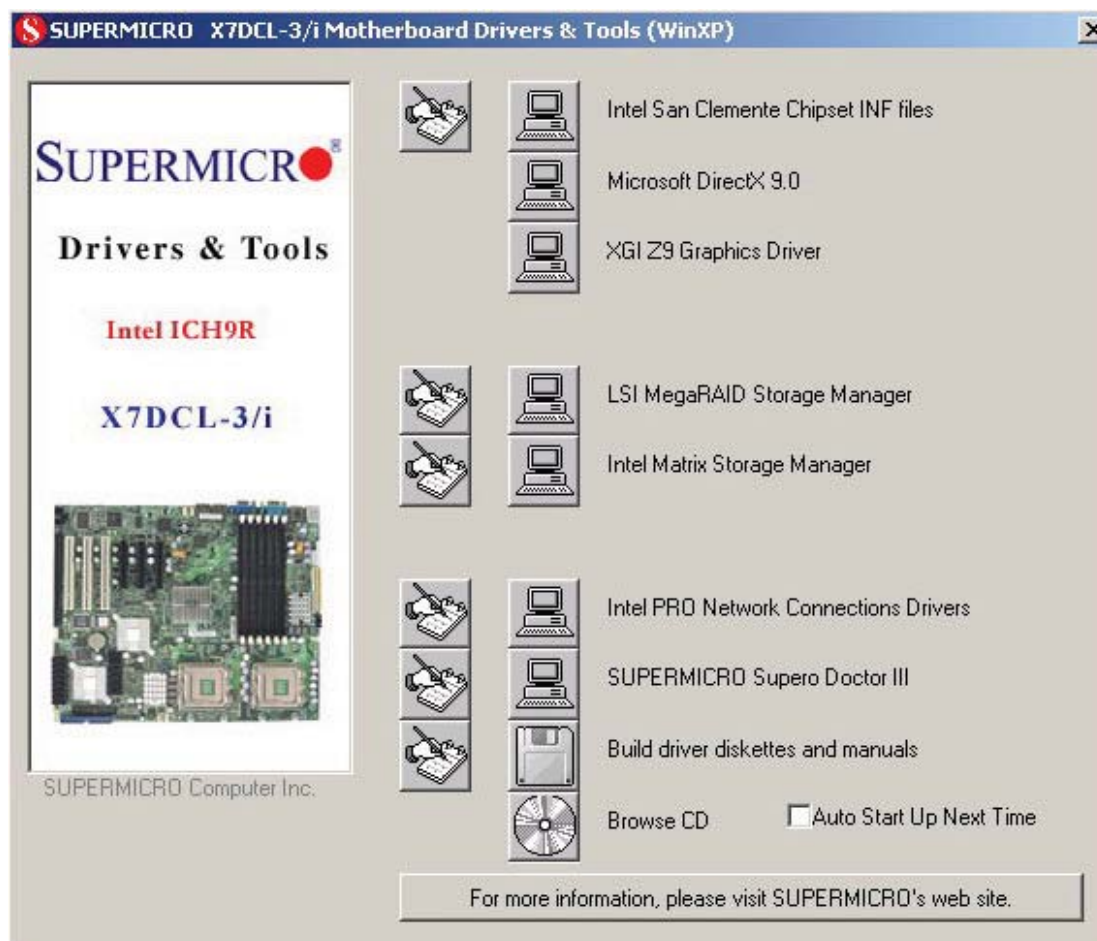 SUPERMICRO X7DCL-3/i Motherboard Drivers & Tools (WinXP)
SUPERMICRO®
Drivers & Tools
Intel ICH9R
X7DCL-3/i
SUPERMICRO Computer Inc.
Intel San Clemente Chipset INF files
Microsoft DirectX 9.0
XGI Z9 Graphics Driver
LSI MegaRAID Storage Manager
Intel Matrix Storage Manager
Intel PRO Network Connections Drivers
SUPERMICRO Supero Doctor III
Build driver diskettes and manuals
Browse CD
Auto Start Up Next Time
For more information, please visit SUPERMICRO's web site.